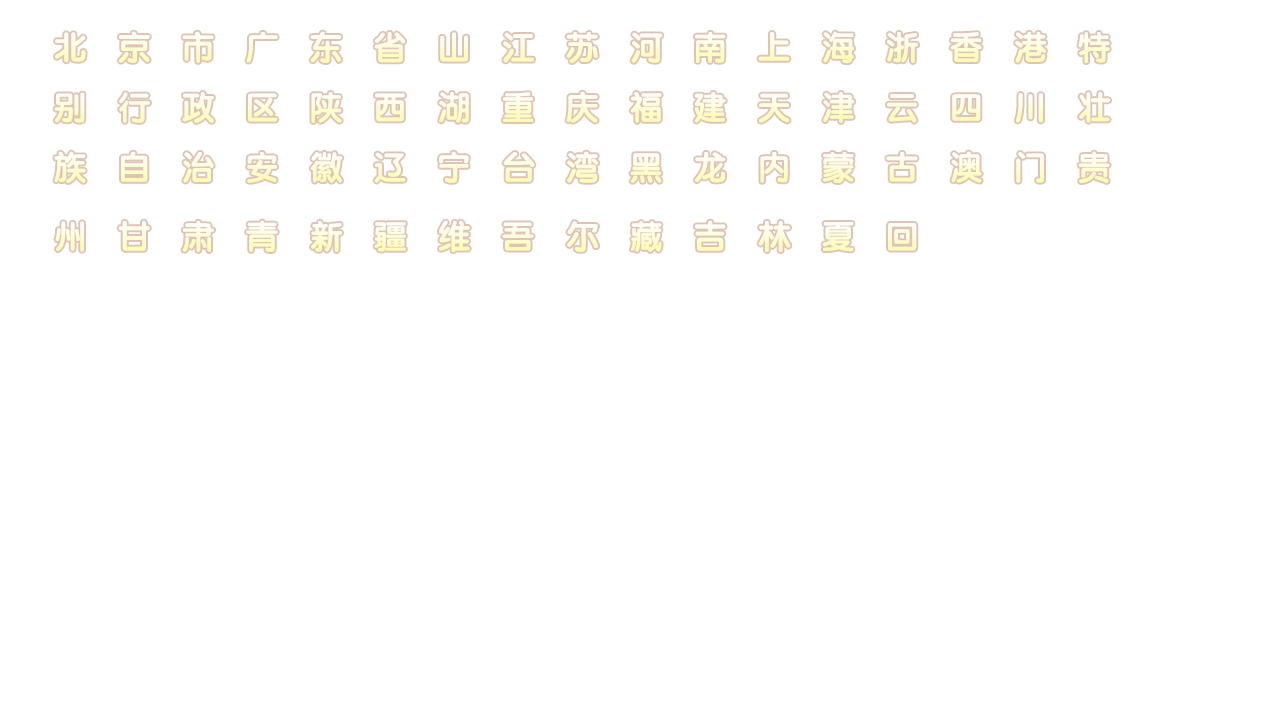 北京市广东省山江苏河南上海浙香港特
别行政区陕西湖重庆福建天津云四川壮
族自治安徽辽宁台湾黑龙内蒙古澳门贵
州甘肃青新疆维吾尔藏吉林夏回